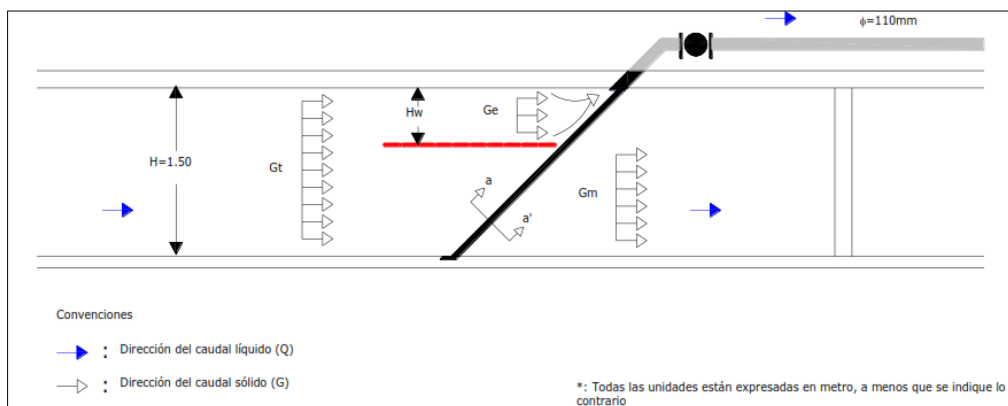 ϕ=110mm
Hw
Ge
H=1.50
Gt
a
Gm
a'
Convenciones
: Dirección del caudal líquido (Q)
: Dirección del caudal sólido (G)
*: Todas las unidades están expresadas en metro, a menos que se indique lo
contrario